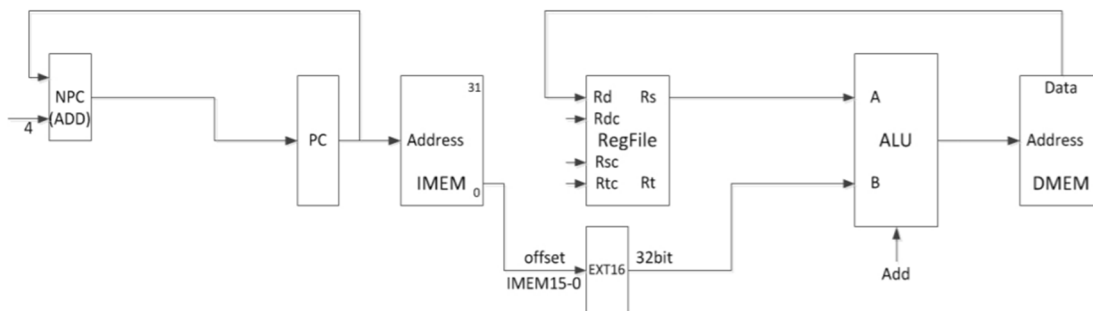 NPC
(ADD)
4
PC
31
Address
IMEM
0
offset
IMEM15-0
EXT16
32bit
Rd Rs
Rdc
RegFile
Rsc
Rtc Rt
A
ALU
B
Add
Data
Address
DMEM